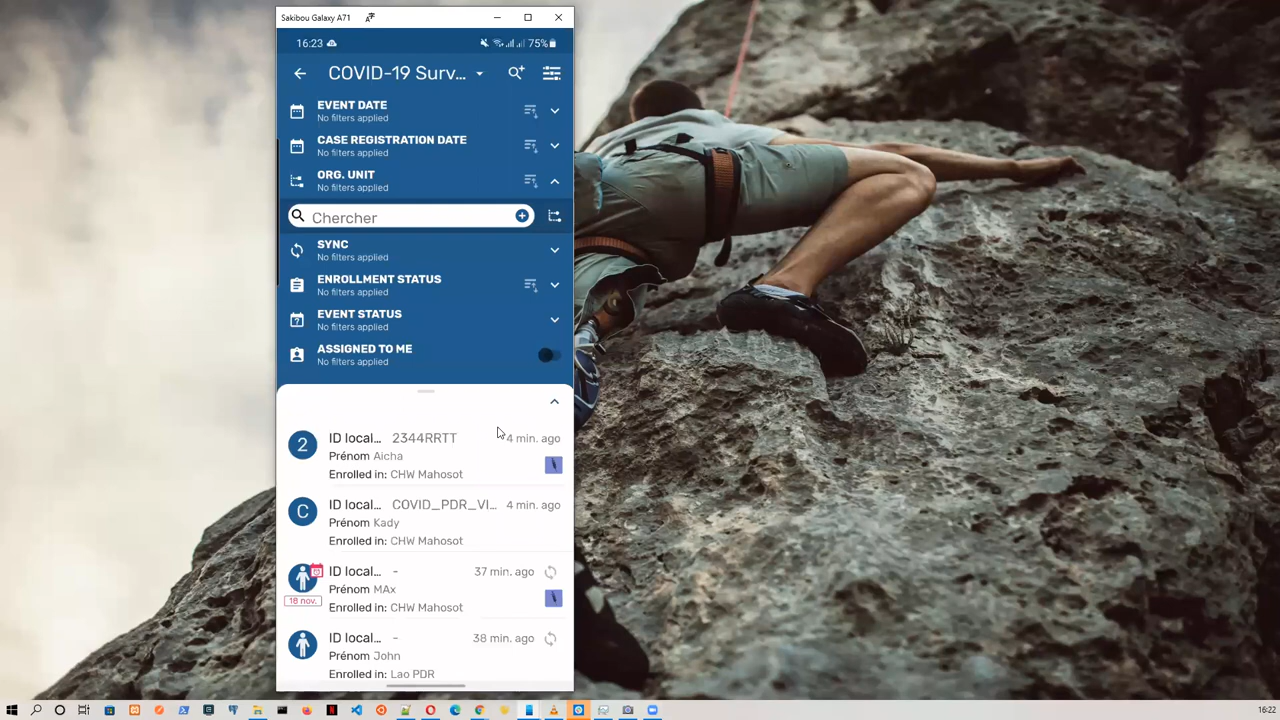 Sakibou Galaxy A71
16:23 75%
COVID-19 Surv...
EVENT DATE
No filters applied
CASE REGISTRATION DATE
No filters applied
ORG. UNIT
No filters applied
Chercher
SYNC
No filters applied
ENROLLMENT STATUS
No filters applied
EVENT STATUS
No filters applied
ASSIGNED TO ME
No filters applied
2 ID local... 2344RRTT 4 min. ago
Prénom Aicha
Enrolled in: CHW Mahosot
C ID local... COVID_PDR_VI... 4 min. ago
Prénom Kady
Enrolled in: CHW Mahosot
ID local... - 37 min. ago
Prénom MAx
18 nov. Enrolled in: CHW Mahosot
ID local... - 38 min. ago
Prénom John
Enrolled in: Lao PDR
16:22